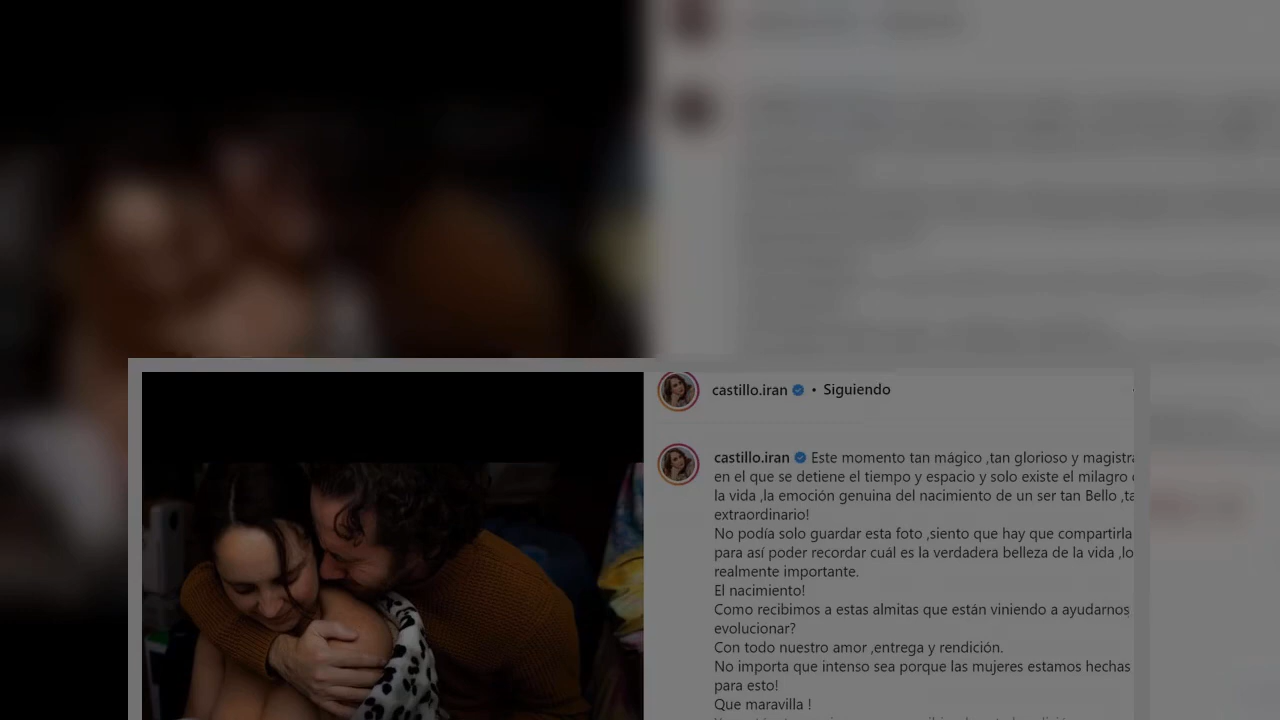 castillo.iran • Siguiendo
castillo.iran Este momento tan mágico ,tan glorioso y magistra
en el que se detiene el tiempo y espacio y solo existe el milagro
la vida ,la emoción genuina del nacimiento de un ser tan Bello ,ta
extraordinario!
No podía solo guardar esta foto ,siento que hay que compartirla
para así poder recordar cuál es la verdadera belleza de la vida ,lo
realmente importante.
El nacimiento!
Como recibimos a estas almitas que están viniendo a ayudarnos
evolucionar?
Con todo nuestro amor ,entrega y rendición.
No importa que intenso sea porque las mujeres estamos hechas
para esto!
Que maravilla !